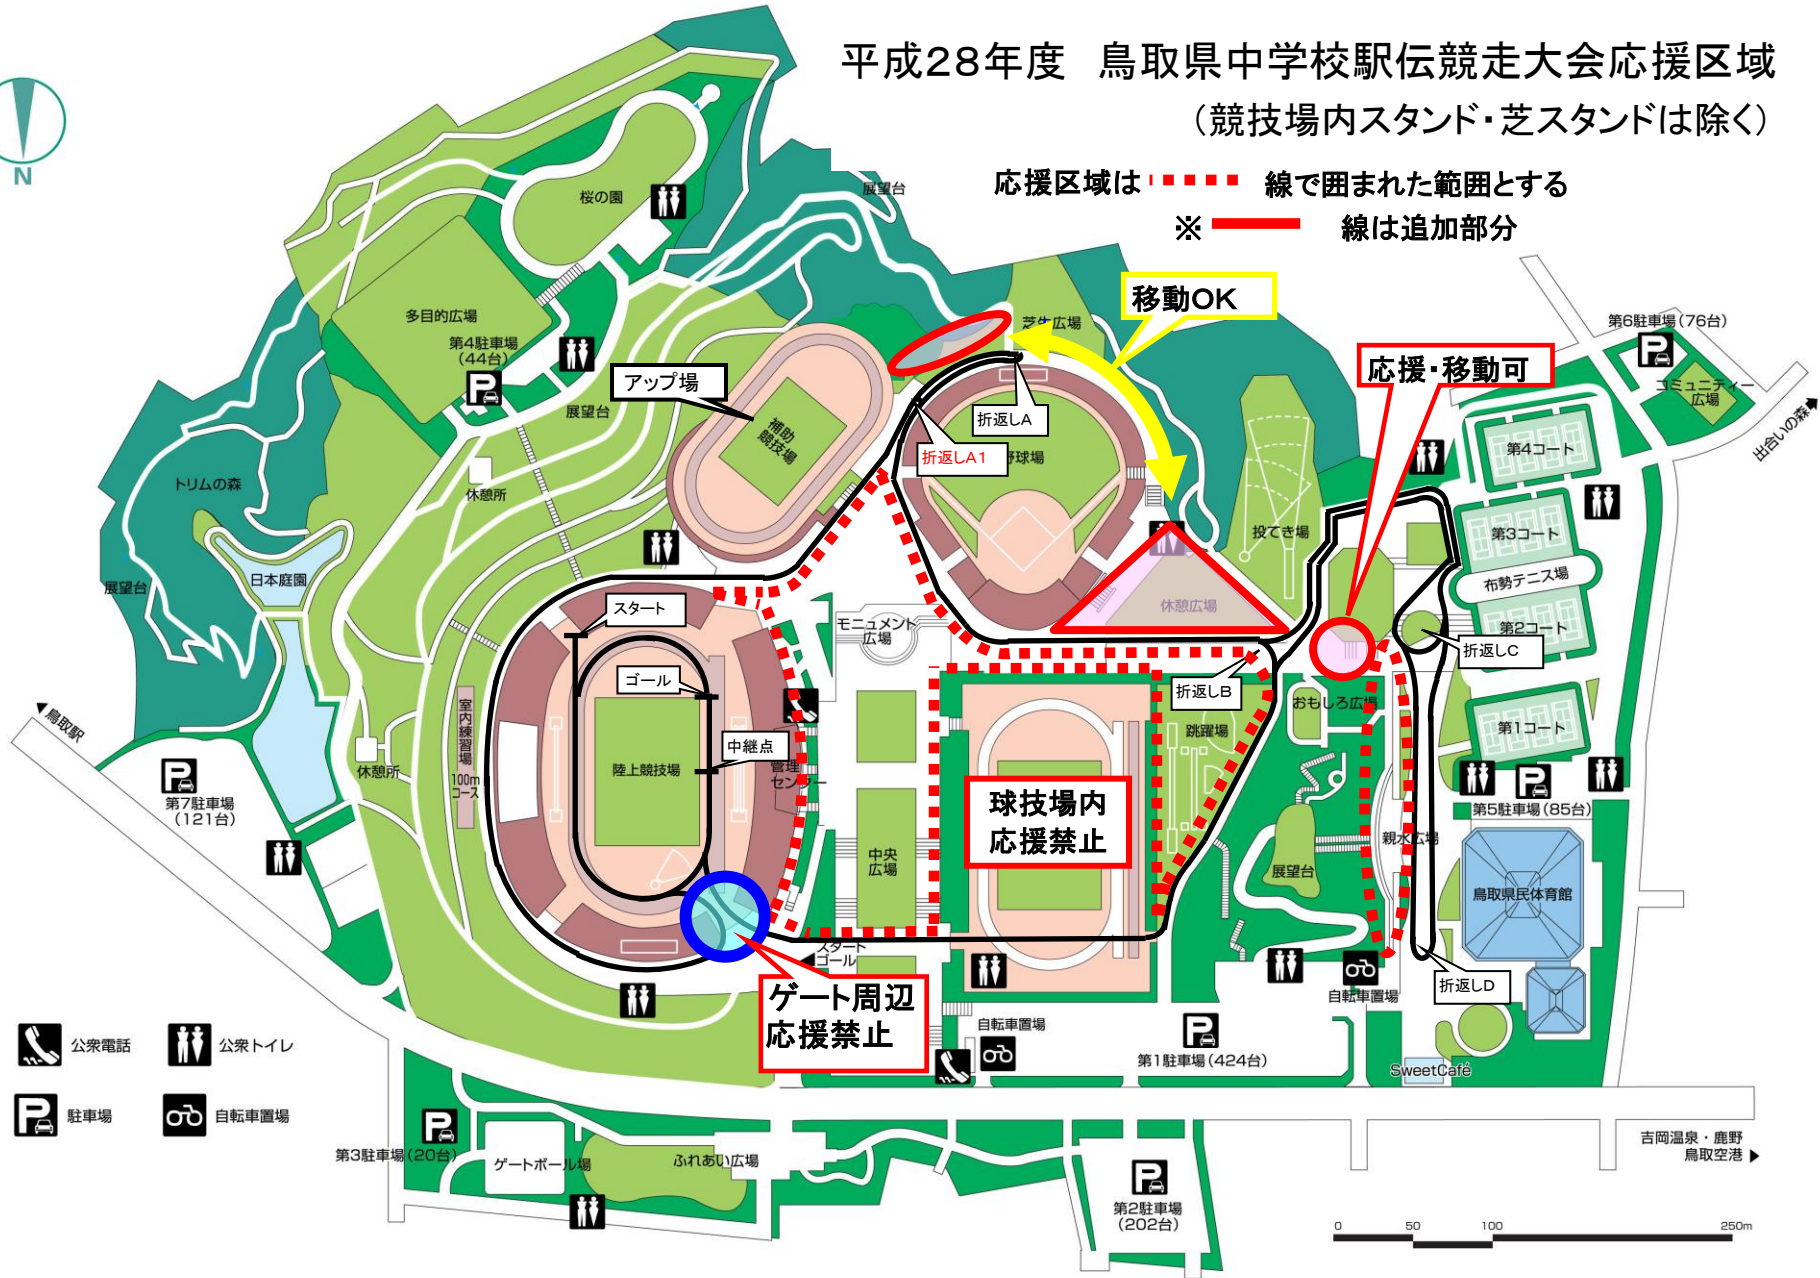 平成28年度　鳥取県中学校駅伝競走大会応援区域
（競技場内スタンド・芝スタンドは除く）
応援区域は 線で囲まれた範囲とする
※ 線は追加部分
N
桜の園
展望台
移動OK
芝生広場
多目的広場
第4駐車場
(44台)
P
アップ場
展望台
補助
競技場
折返しA
折返しA1
野球場
応援・移動可
第6駐車場(76台)
P
コミュニティー
広場
出合いの森
第4コート
トリムの森
休憩所
投てき場
第3コート
布勢テニス場
日本庭園
展望台
スタート
モニュメント
広場
休憩広場
第2コート
折返しC
ゴール
折返しB
おもしろ広場
鳥取駅
室内練習場
100m
コース
中継点
跳躍場
第1コート
休憩所
陸上競技場
管理
センター
P
第7駐車場
(121台)
球技場内
応援禁止
P
第5駐車場(85台)
中央
広場
展望台
親水広場
鳥取県民体育館
スタート
ゴール
ゲート周辺
応援禁止
自転車置場
折返しD
公衆電話
公衆トイレ
自転車置場
P
第1駐車場(424台)
SweetCafé
P
駐車場
自転車置場
P
第3駐車場(20台)
ゲートボール場
ふれあい広場
吉岡温泉・鹿野
鳥取空港
P
第2駐車場
(202台)
0 50 100 250m